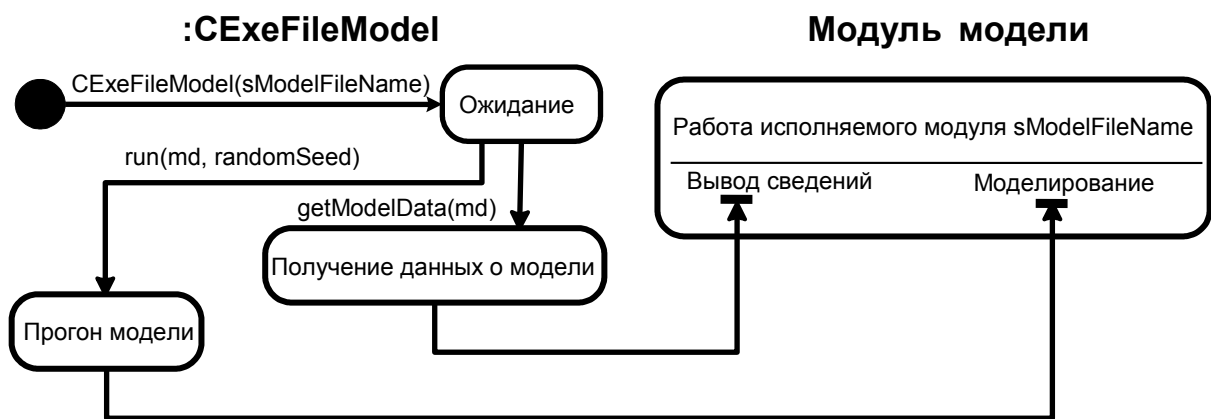 :CExeFileModel
Модуль модели
CExeFileModel(sModelFileName)
Ожидание
Работа исполняемого модуля sModelFileName
run(md, randomSeed)
Вывод сведений
Моделирование
getModelData(md)
Получение данных о модели
Прогон модели